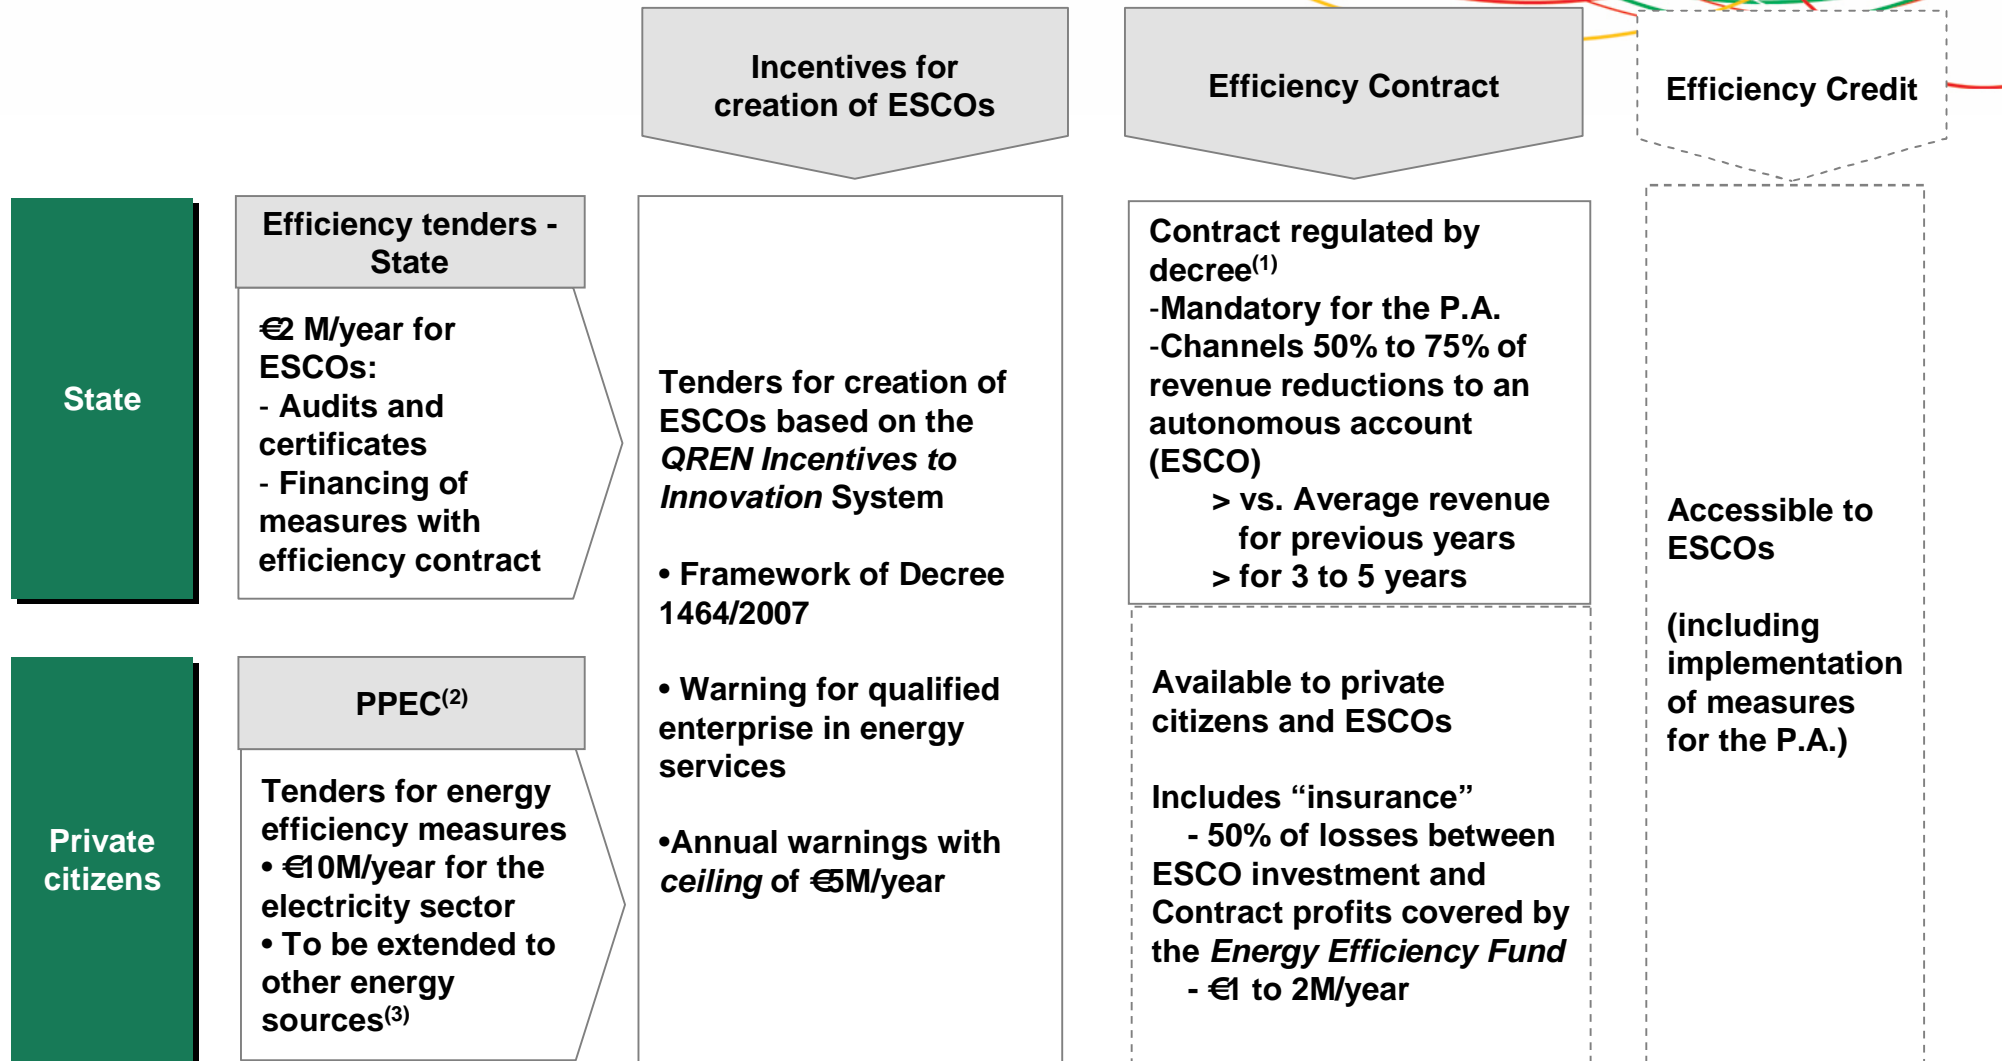 Incentives for
creation of ESCOs
Efficiency Contract
Efficiency Credit
State
Efficiency tenders -
State
€2 M/year for
ESCOs:
- Audits and
certificates
- Financing of
measures with
efficiency contract
Tenders for creation of
ESCOs based on the
QREN Incentives to
Innovation System
• Framework of Decree
1464/2007
• Warning for qualified
enterprise in energy
services
•Annual warnings with
ceiling of €5M/year
Contract regulated by
decree(1)
-Mandatory for the P.A.
-Channels 50% to 75% of
revenue reductions to an
autonomous account
(ESCO)
> vs. Average revenue
for previous years
> for 3 to 5 years
Accessible to
ESCOs
(including
implementation
of measures
for the P.A.)
Private
citizens
PPEC(2)
Tenders for energy
efficiency measures
• €10M/year for the
electricity sector
• To be extended to
other energy
sources(3)
Available to private
citizens and ESCOs
Includes “insurance”
- 50% of losses between
ESCO investment and
Contract profits covered by
the Energy Efficiency Fund
- €1 to 2M/year